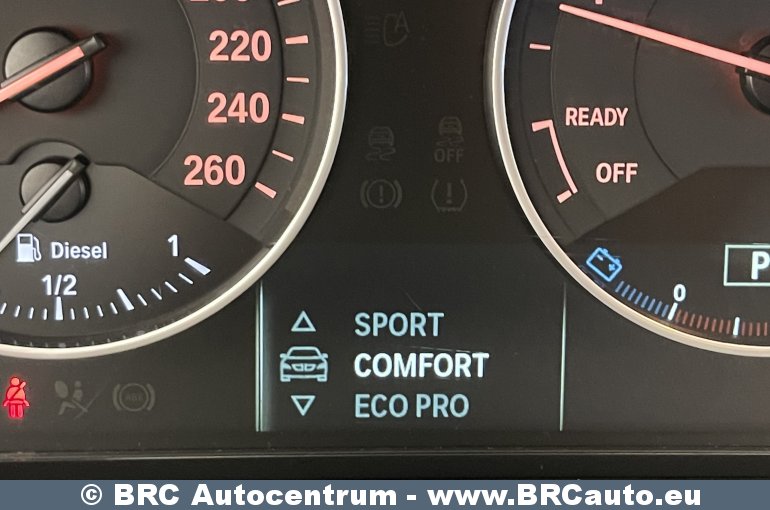 220
240
260
Diesel
1/2
1
A
OFF
ABS
SPORT
COMFORT
ECO PRO
READY
OFF
0
P
© BRC Autocentrum - www.BRCauto.eu